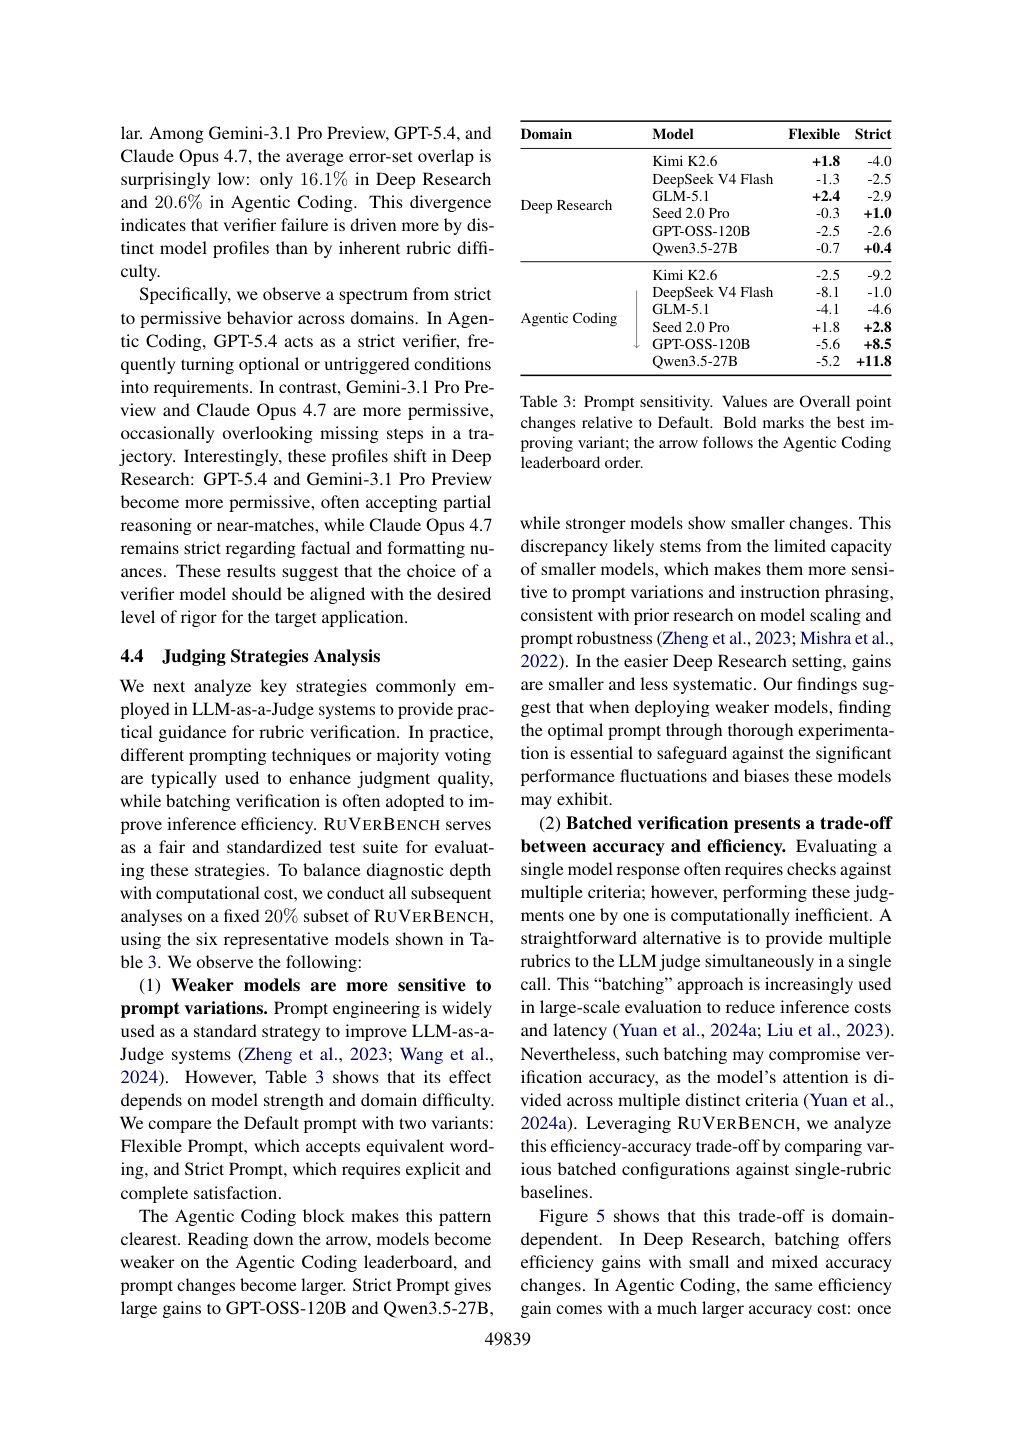 lar. Among Gemini-3.1 Pro Preview, GPT-5.4, and
Claude Opus 4.7, the average error-set overlap is
surprisingly low: only 16.1% in Deep Research
and 20.6% in Agentic Coding. This divergence
indicates that verifier failure is driven more by dis-
tinct model profiles than by inherent rubric diffi-
culty.
Specifically, we observe a spectrum from strict
to permissive behavior across domains. In Agen-
tic Coding, GPT-5.4 acts as a strict verifier, fre-
quently turning optional or untriggered conditions
into requirements. In contrast, Gemini-3.1 Pro Pre-
view and Claude Opus 4.7 are more permissive,
occasionally overlooking missing steps in a tra-
jectory. Interestingly, these profiles shift in Deep
Research: GPT-5.4 and Gemini-3.1 Pro Preview
become more permissive, often accepting partial
reasoning or near-matches, while Claude Opus 4.7
remains strict regarding factual and formatting nu-
ances. These results suggest that the choice of a
verifier model should be aligned with the desired
level of rigor for the target application.
4.4 Judging Strategies Analysis
We next analyze key strategies commonly em-
ployed in LLM-as-a-Judge systems to provide prac-
tical guidance for rubric verification. In practice,
different prompting techniques or majority voting
are typically used to enhance judgment quality,
while batching verification is often adopted to im-
prove inference efficiency. RUVERBENCH serves
as a fair and standardized test suite for evaluat-
ing these strategies. To balance diagnostic depth
with computational cost, we conduct all subsequent
analyses on a fixed 20% subset of RUVERBENCH,
using the six representative models shown in Ta-
ble 3. We observe the following:
(1) Weaker models are more sensitive to
prompt variations. Prompt engineering is widely
used as a standard strategy to improve LLM-as-a-
Judge systems (Zheng et al., 2023; Wang et al.,
2024). However, Table 3 shows that its effect
depends on model strength and domain difficulty.
We compare the Default prompt with two variants:
Flexible Prompt, which accepts equivalent word-
ing, and Strict Prompt, which requires explicit and
complete satisfaction.
The Agentic Coding block makes this pattern
clearest. Reading down the arrow, models become
weaker on the Agentic Coding leaderboard, and
prompt changes become larger. Strict Prompt gives
large gains to GPT-OSS-120B and Qwen3.5-27B,
Domain Model Flexible Strict
Deep Research
Kimi K2.6 +1.8 -4.0
DeepSeek V4 Flash -1.3 -2.5
GLM-5.1 +2.4 -2.9
Seed 2.0 Pro -0.3 +1.0
GPT-OSS-120B -2.5 -2.6
Qwen3.5-27B -0.7 +0.4
Agentic Coding
Kimi K2.6 -2.5 -9.2
DeepSeek V4 Flash -8.1 -1.0
GLM-5.1 -4.1 -4.6
Seed 2.0 Pro +1.8 +2.8
GPT-OSS-120B -5.6 +8.5
Qwen3.5-27B -5.2 +11.8
Table 3: Prompt sensitivity. Values are Overall point
changes relative to Default. Bold marks the best im-
proving variant; the arrow follows the Agentic Coding
leaderboard order.
while stronger models show smaller changes. This
discrepancy likely stems from the limited capacity
of smaller models, which makes them more sensi-
tive to prompt variations and instruction phrasing,
consistent with prior research on model scaling and
prompt robustness (Zheng et al., 2023; Mishra et al.,
2022). In the easier Deep Research setting, gains
are smaller and less systematic. Our findings sug-
gest that when deploying weaker models, finding
the optimal prompt through thorough experimenta-
tion is essential to safeguard against the significant
performance fluctuations and biases these models
may exhibit.
(2) Batched verification presents a trade-off
between accuracy and efficiency. Evaluating a
single model response often requires checks against
multiple criteria; however, performing these judg-
ments one by one is computationally inefficient. A
straightforward alternative is to provide multiple
rubrics to the LLM judge simultaneously in a single
call. This “batching” approach is increasingly used
in large-scale evaluation to reduce inference costs
and latency (Yuan et al., 2024a; Liu et al., 2023).
Nevertheless, such batching may compromise ver-
ification accuracy, as the model’s attention is di-
vided across multiple distinct criteria (Yuan et al.,
2024a). Leveraging RUVERBENCH, we analyze
this efficiency-accuracy trade-off by comparing var-
ious batched configurations against single-rubric
baselines.
Figure 5 shows that this trade-off is domain-
dependent. In Deep Research, batching offers
efficiency gains with small and mixed accuracy
changes. In Agentic Coding, the same efficiency
gain comes with a much larger accuracy cost: once
49839